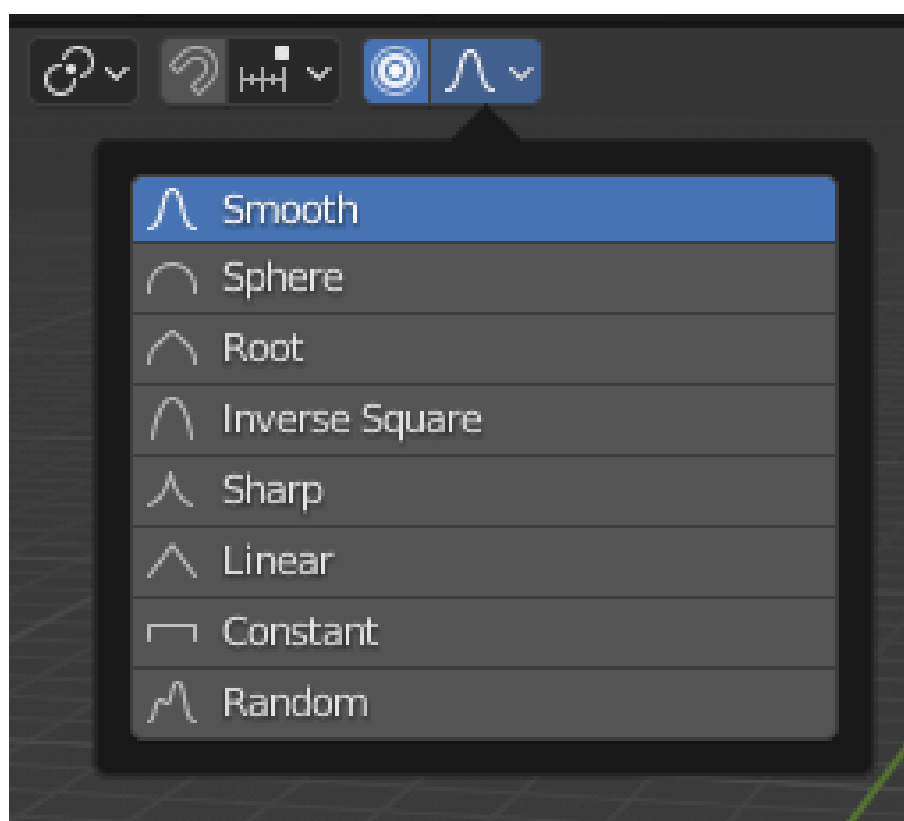 Smooth
Sphere
Root
Inverse Square
Sharp
Linear
Constant
Random